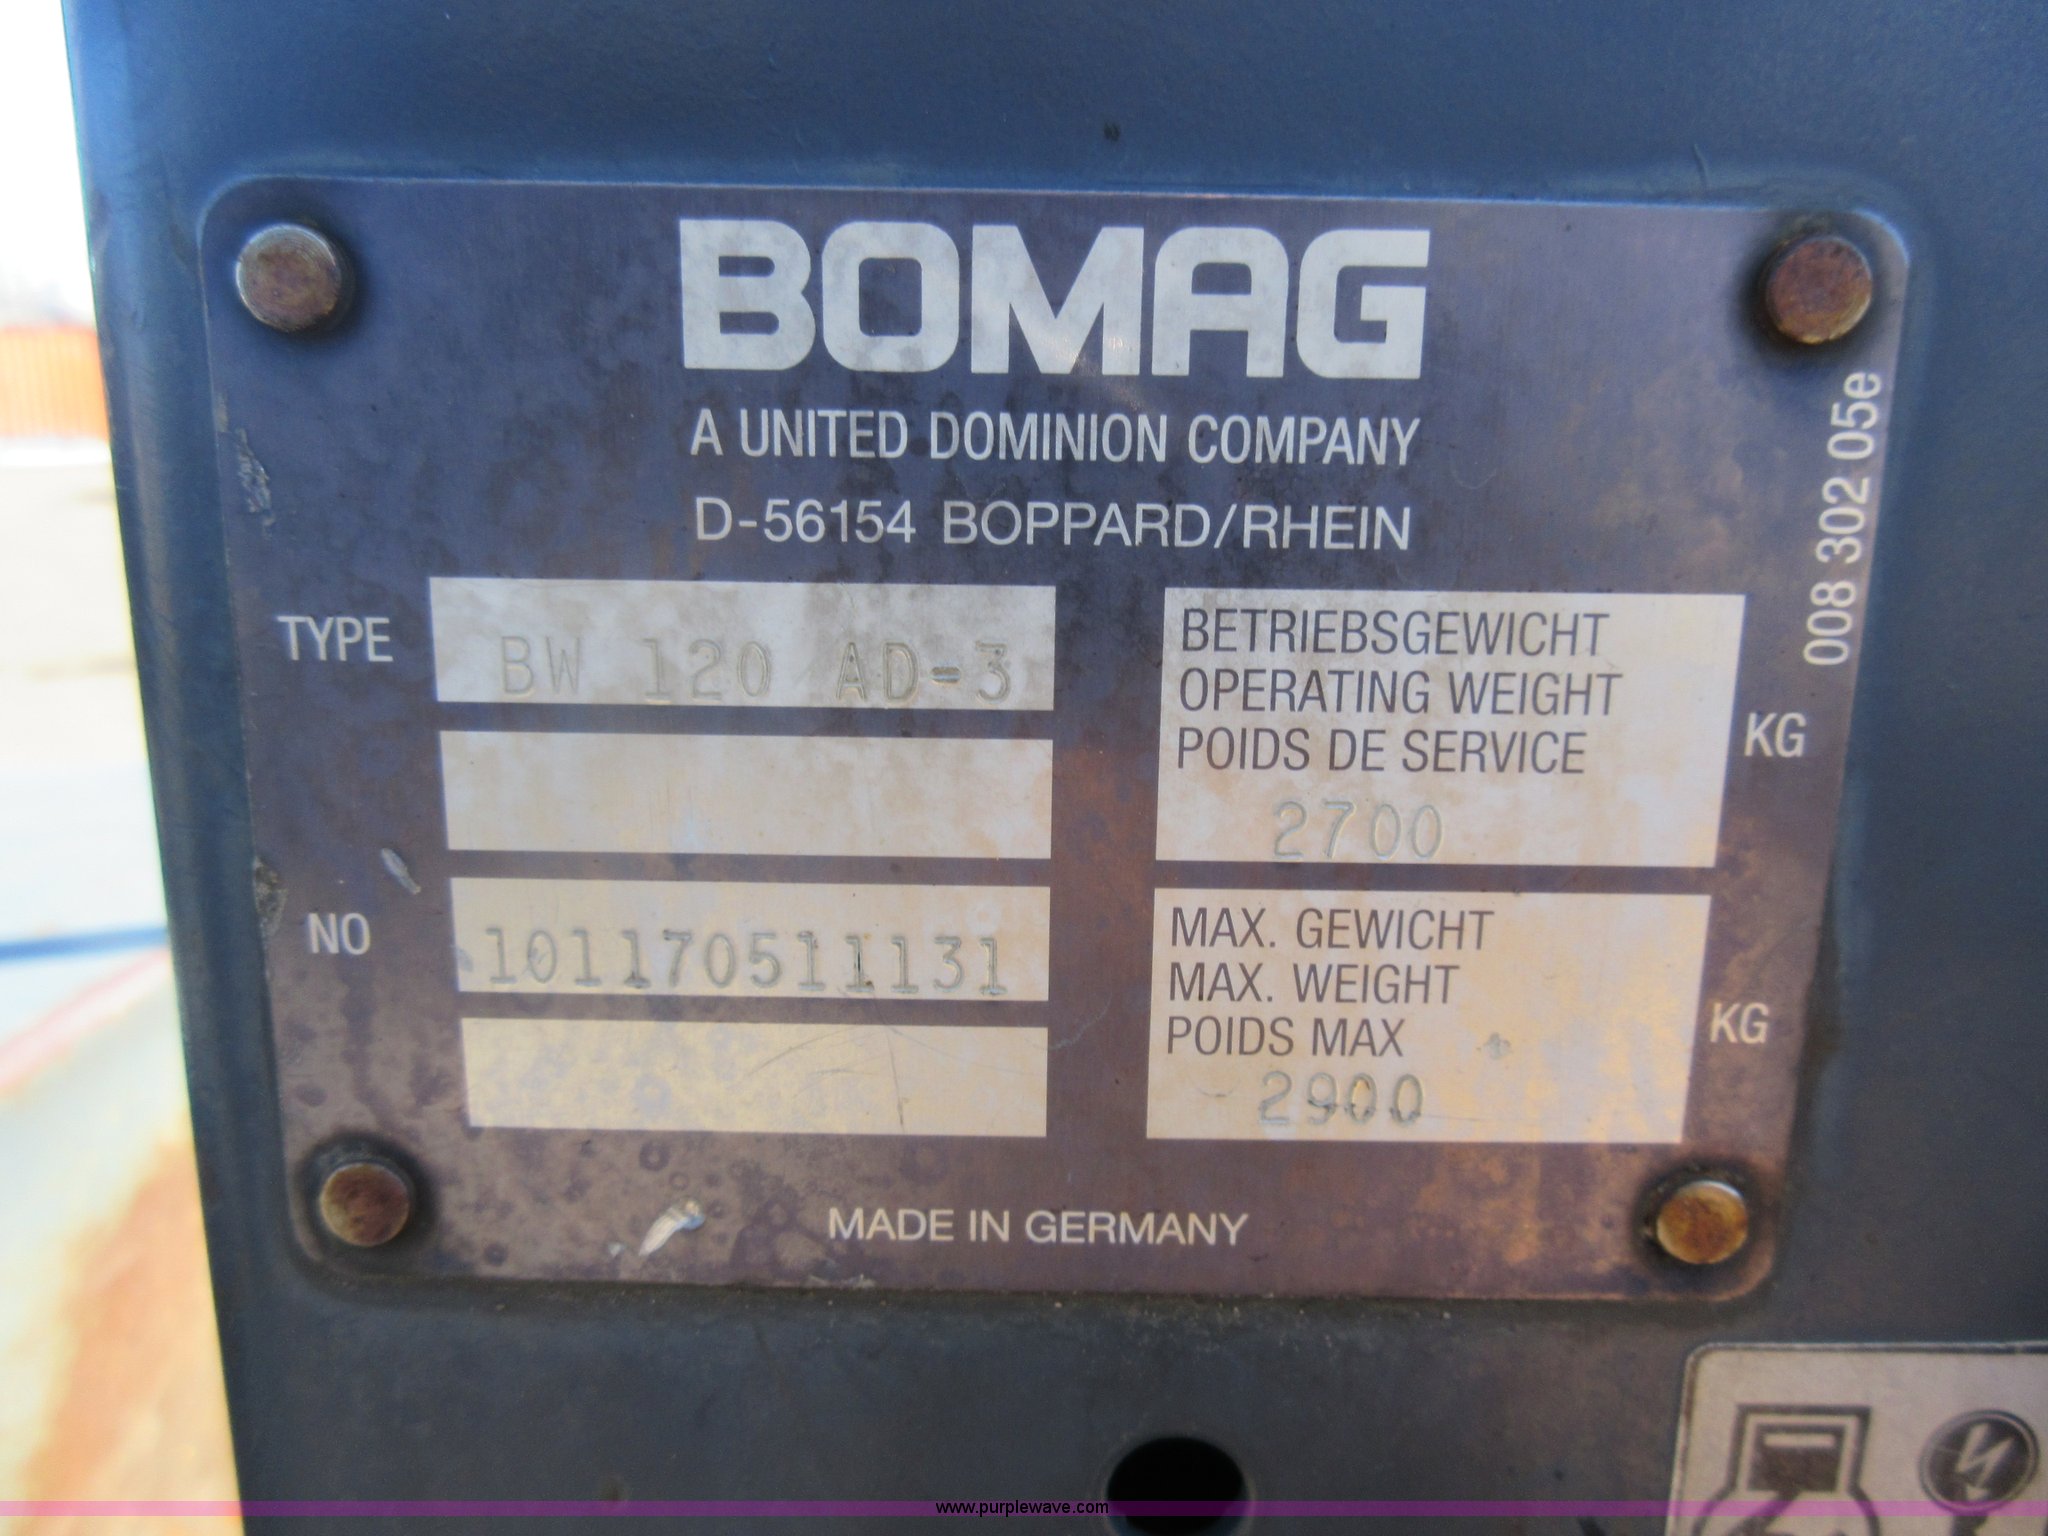 BOMAG
A UNITED DOMINION COMPANY
D-56154 BOPPARD/RHEIN
008 302 05e
TYPE BW 120 AD-3
BETRIEBSGEWICHT
OPERATING WEIGHT
POIDS DE SERVICE
2700 KG
NO 101170511131
MAX. GEWICHT
MAX. WEIGHT
POIDS MAX
2900 KG
MADE IN GERMANY
www.purplewave.com